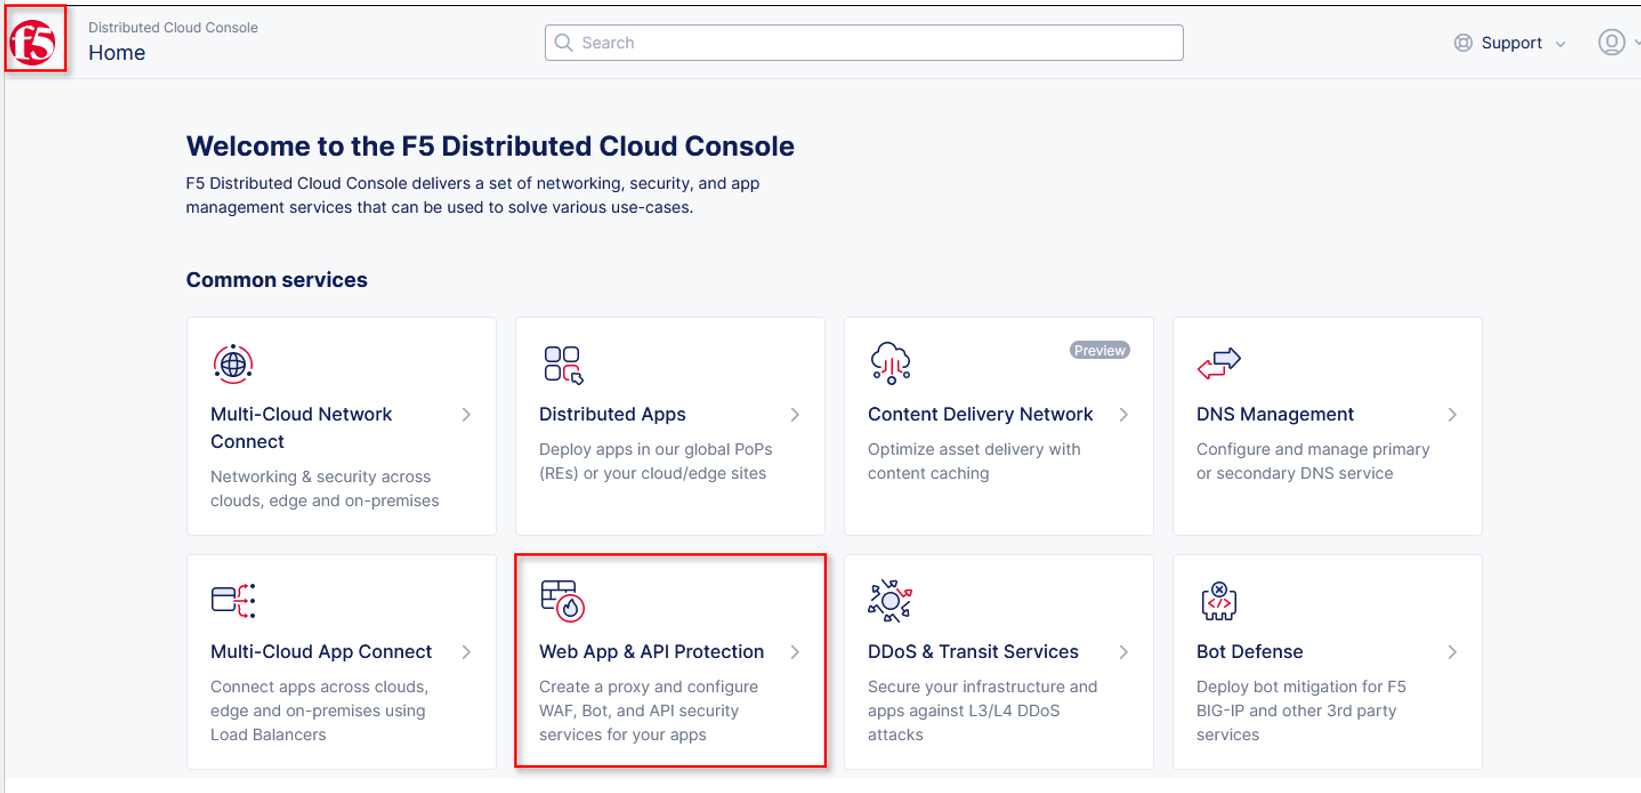 f5
Distributed Cloud Console
Home
Search
Support
Welcome to the F5 Distributed Cloud Console
F5 Distributed Cloud Console delivers a set of networking, security, and app
management services that can be used to solve various use-cases.
Common services
Multi-Cloud Network
Connect
Networking & security across
clouds, edge and on-premises
Distributed Apps
Deploy apps in our global PoPs
(REs) or your cloud/edge sites
Preview
Content Delivery Network
Optimize asset delivery with
content caching
DNS Management
Configure and manage primary
or secondary DNS service
Multi-Cloud App Connect
Connect apps across clouds,
edge and on-premises using
Load Balancers
Web App & API Protection
Create a proxy and configure
WAF, Bot, and API security
services for your apps
DDoS & Transit Services
Secure your infrastructure and
apps against L3/L4 DDoS
attacks
Bot Defense
Deploy bot mitigation for F5
BIG-IP and other 3rd party
services